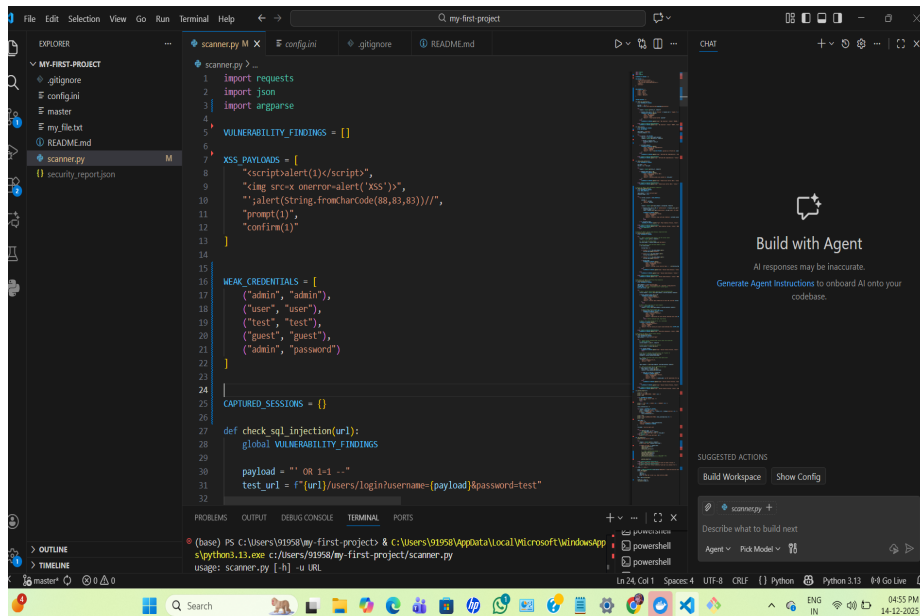 File Edit Selection View Go Run Terminal Help
my-first-project
EXPLORER
MY-FIRST-PROJECT
.gitignore
config.ini
master
my_file.txt
README.md
scanner.py M
security_report.json
OUTLINE
TIMELINE
scanner.py M
config.ini
.gitignore
README.md
scanner.py > ...
1 import requests
2 import json
3 import argparse
4
5 VULNERABILITY_FINDINGS = []
6
7 XSS_PAYLOADS = [
8 "<script>alert(1)</script>",
9 "<img src=x onerror=alert('XSS')>",
10 "';alert(String.fromCharCode(88,83,83))//",
11 "prompt(1)",
12 "confirm(1)"
13 ]
14
15
16 WEAK_CREDENTIALS = [
17 ("admin", "admin"),
18 ("user", "user"),
19 ("test", "test"),
20 ("guest", "guest"),
21 ("admin", "password")
22 ]
23
24
25 CAPTURED_SESSIONS = {}
26
27 def check_sql_injection(url):
28 global VULNERABILITY_FINDINGS
29
30 payload = "' OR 1=1 --"
31 test_url = f"{url}/users/login?username={payload}&password=test"
32
PROBLEMS OUTPUT DEBUG CONSOLE TERMINAL PORTS
(base) PS C:\Users\91958\my-first-project> & C:\Users\91958\AppData\Local\Microsoft\WindowsApp
s\python3.13.exe c:/Users/91958/my-first-project/scanner.py
usage: scanner.py [-h] -u URL
powershell
powershell
powershell
CHAT
Build with Agent
AI responses may be inaccurate.
Generate Agent Instructions to onboard AI onto your
codebase.
SUGGESTED ACTIONS
Build Workspace Show Config
scanner.py
Describe what to build next
Agent Pick Model
master* 0 0 Ln 24, Col 1 Spaces: 4 UTF-8 CRLF {} Python Python 3.13 Go Live
Search
ENG
IN
04:55 PM
14-12-2025